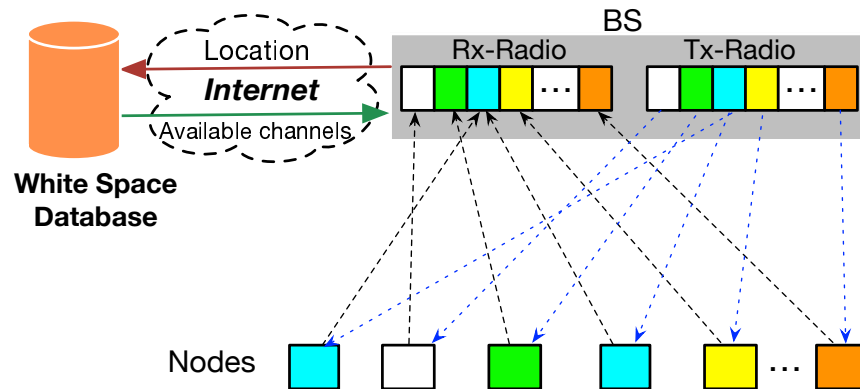 BS
Location
Rx-Radio
Tx-Radio
Internet
...
...
Available channels
White Space
Database
Nodes
...